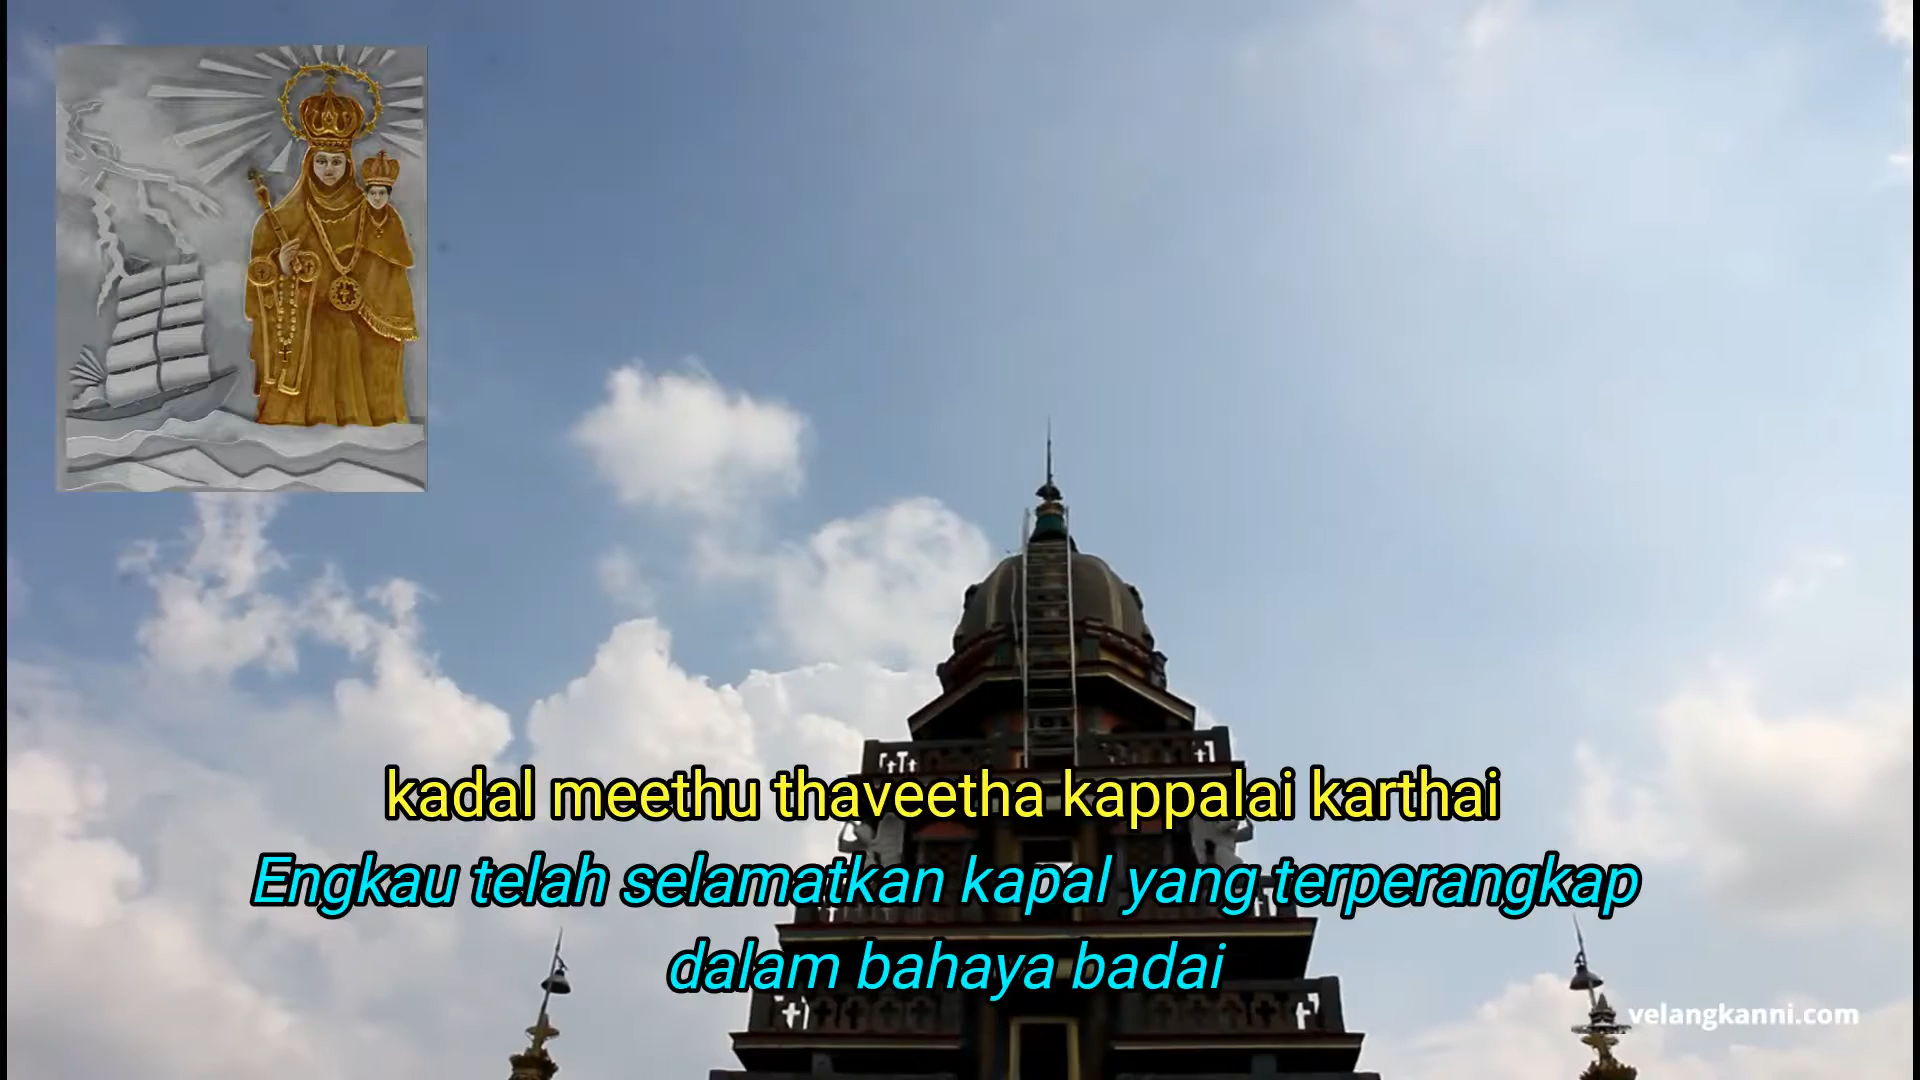 kadal meethu thaveetha kappalai karthai
Engkau telah selamatkan kapal yang terperangkap
dalam bahaya badai
velangkanni.com